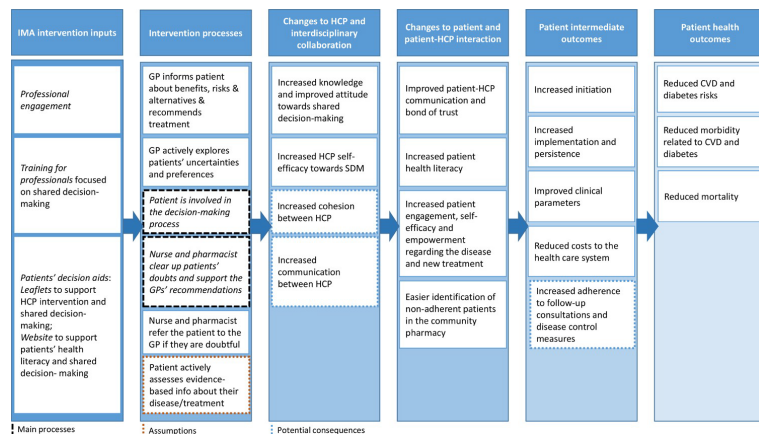 IMA intervention inputs
Professional
engagement
Training for
professionals focused
on shared decision-
making
Patients' decision aids:
Leaflets to support
HCP intervention and
shared decision-
making;
Website to support
patients' health
literacy and shared
decision- making
Intervention processes
GP informs patient
about benefits, risks &
alternatives &
recommends
treatment
GP actively explores
patients' uncertainties
and preferences
Patient is involved in
the decision-making
process
Nurse and pharmacist
clear up patients'
doubts and support the
GPs' recommendations
Nurse and pharmacist
refer the patient to the
GP if they are doubtful
Patient actively
assesses evidence-
based info about their
disease/treatment
Changes to HCP and
interdisciplinary
collaboration
Increased knowledge
and improved attitude
towards shared
decision-making
Increased HCP self-
efficacy towards SDM
Increased cohesion
between HCP
Increased
communication
between HCP
Changes to patient and
patient-HCP interaction
Improved patient-HCP
communication and
bond of trust
Increased patient
health literacy
Increased patient
engagement, self-
efficacy and
empowerment
regarding the disease
and new treatment
Easier identification of
non-adherent patients
in the community
pharmacy
Patient intermediate
outcomes
Increased initiation
Increased
implementation and
persistence
Improved clinical
parameters
Reduced costs to the
health care system
Increased adherence
to follow-up
consultations and
disease control
measures
Patient health
outcomes
Reduced CVD and
diabetes risks
Reduced morbidity
related to CVD and
diabetes
Reduced mortality
Main processes
Assumptions
Potential consequences